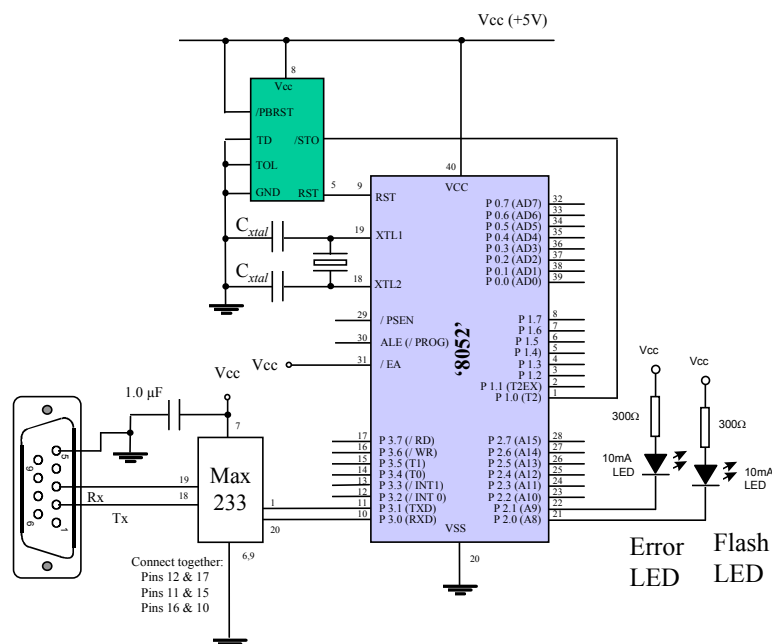 Vcc (+5V)
8
Vcc
/PBRST
TD
/STO
TOL
GND
RST
5
9
RST
40
VCC
Cxtal
19
XTL1
Cxtal
18
XTL2
29
/ PSEN
30
ALE (/ PROG)
Vcc
31
/ EA
'8052'
P 0.7 (AD7)
32
P 0.6 (AD6)
33
P 0.5 (AD5)
34
P 0.4 (AD4)
35
P 0.3 (AD3)
36
P 0.2 (AD2)
37
P 0.1 (AD1)
38
P 0.0 (AD0)
39
P 1.7
8
P 1.6
7
P 1.5
6
P 1.4)
5
P 1.3
4
P 1.2
3
P 1.1 (T2EX)
2
P 1.0 (T2)
1
17
P 3.7 (/ RD)
16
P 3.6 (/ WR)
15
P 3.5 (T1)
14
P 3.4 (T0)
13
P 3.3 (/ INT1)
12
P 3.2 (/ INT 0)
11
P 3.1 (TXD)
10
P 3.0 (RXD)
P 2.7 (A15)
28
P 2.6 (A14)
27
P 2.5 (A13)
26
P 2.4 (A12)
25
P 2.3 (A11)
24
P 2.2 (A10)
23
P 2.1 (A9)
22
P 2.0 (A8)
21
VSS
20
Vcc
300Ω
10mA
LED
Vcc
300Ω
10mA
LED
Error
LED
Flash
LED
1.0 μF
Vcc
7
Max
233
19
Rx
18
Tx
1
20
6,9
5
9
6
1
Connect together:
Pins 12 & 17
Pins 11 & 15
Pins 16 & 10